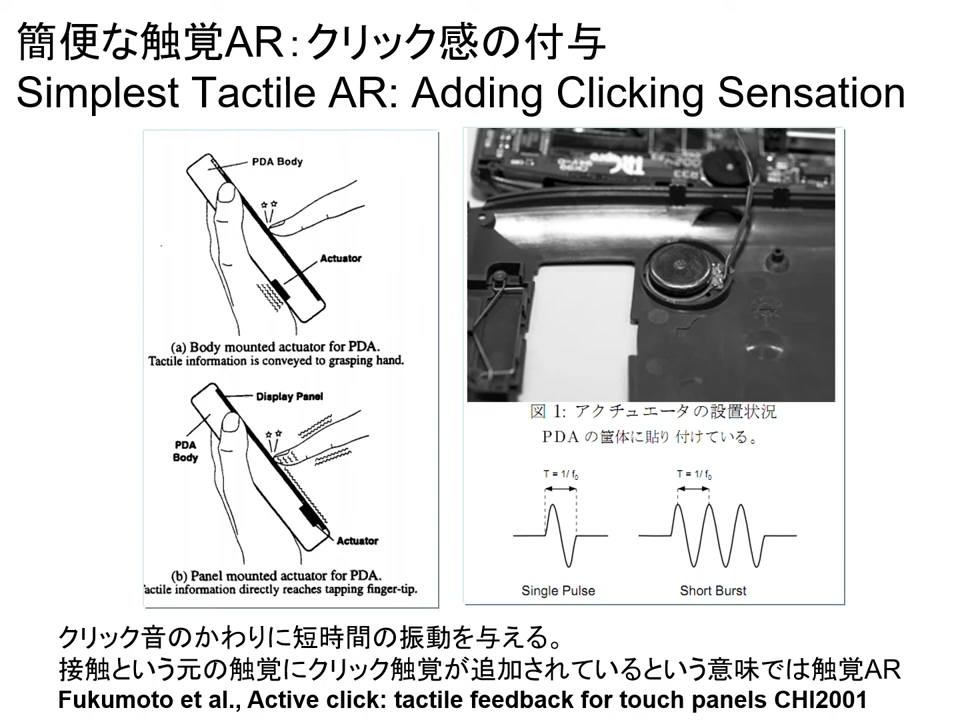 簡便な触覚AR：クリック感の付与
Simplest Tactile AR: Adding Clicking Sensation
PDA Body
Actuator
(a) Body mounted actuator for PDA.
Tactile information is conveyed to grasping hand.
Display Panel
PDA
Body
Actuator
(b) Panel mounted actuator for PDA.
actile information directly reaches tapping finger-tip.
図 1: アクチュエータの設置状況
PDA の筐体に貼り付けている。
T = 1/ f₀
T = 1/ f₀
Single Pulse
Short Burst
クリック音のかわりに短時間の振動を与える。
接触という元の触覚にクリック触覚が追加されているという意味では触覚AR
Fukumoto et al., Active click: tactile feedback for touch panels CHI2001